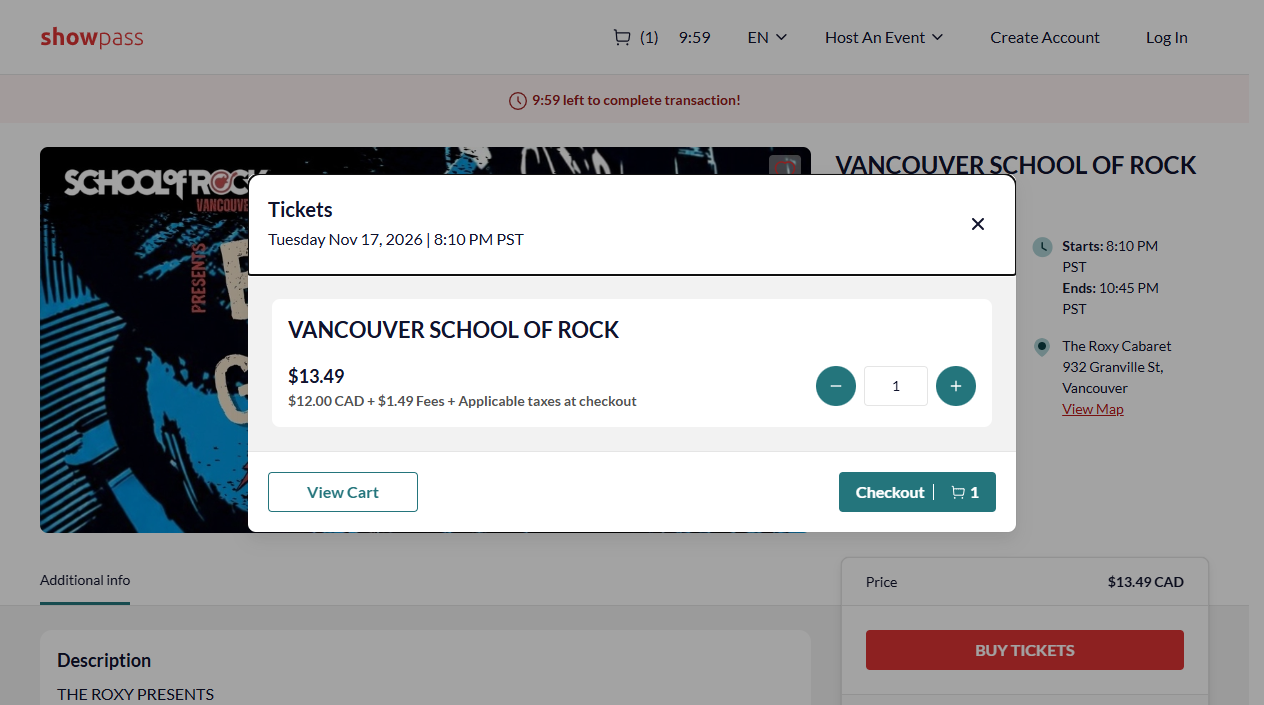 showpass
(1) 9:59 EN Host An Event Create Account Log In
9:59 left to complete transaction!
SCHOOL OF ROCK
VANCOUVER
PRESENTS
VANCOUVER SCHOOL OF ROCK
Starts: 8:10 PM
PST
Ends: 10:45 PM
PST
The Roxy Cabaret
932 Granville St,
Vancouver
View Map
Tickets
Tuesday Nov 17, 2026 | 8:10 PM PST
VANCOUVER SCHOOL OF ROCK
$13.49
$12.00 CAD + $1.49 Fees + Applicable taxes at checkout
1
View Cart
Checkout | 1
Additional info
Price $13.49 CAD
BUY TICKETS
Description
THE ROXY PRESENTS